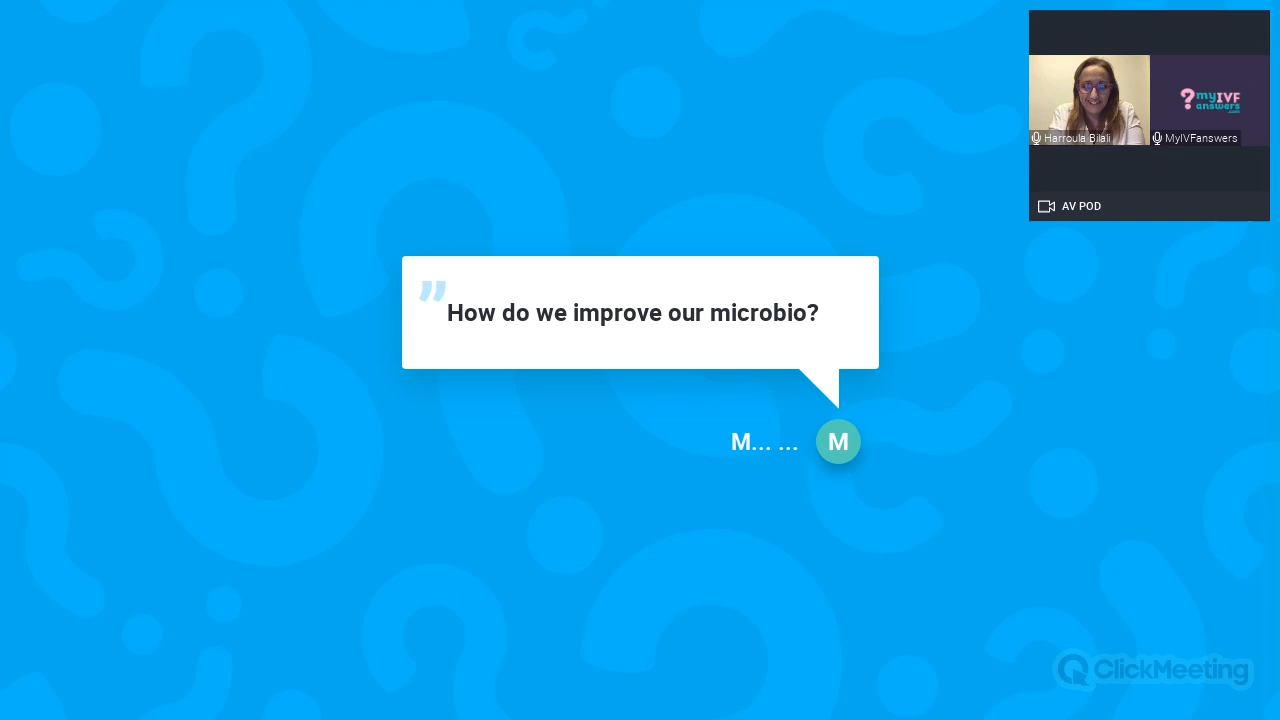 Harroula Bilali
?myIVF
answers
.com
MyIVFanswers
AV POD
”How do we improve our microbio?
M... ...
M
ClickMeeting